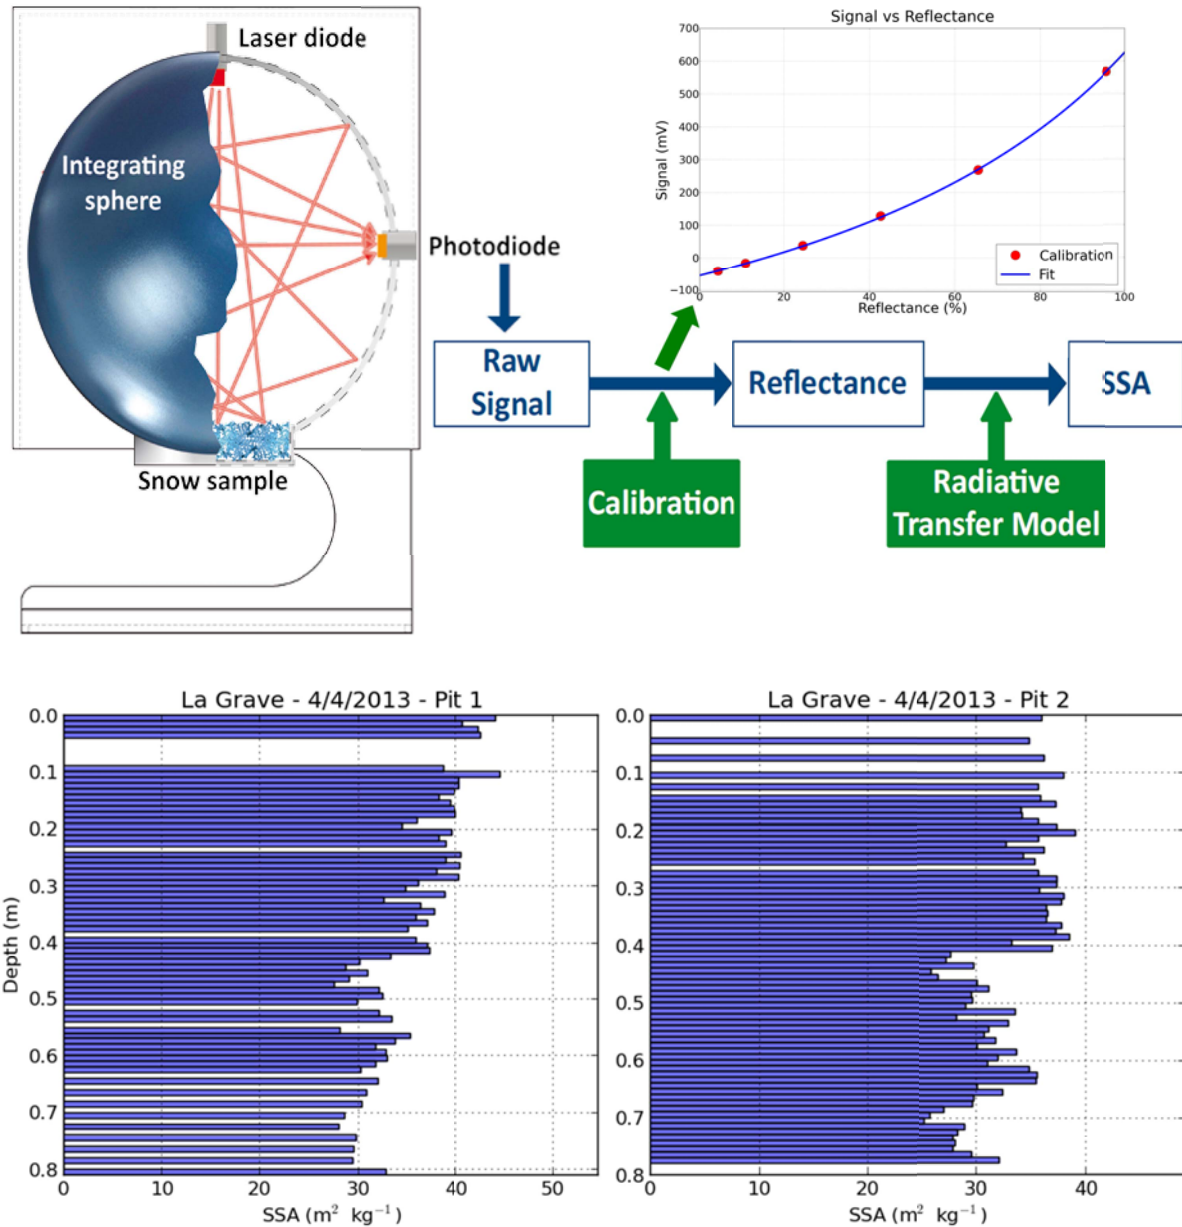 Laser diode
Integrating
sphere
Photodiode
Snow sample
Signal vs Reflectance
700
600
500
400
300
200
100
0
−100
Signal (mV)
0 20 40 60 80 100
Reflectance (%)
Calibration
Fit
Raw
Signal
Reflectance
SSA
Calibration
Radiative
Transfer Model
La Grave - 4/4/2013 - Pit 1
0.0
0.1
0.2
0.3
0.4
0.5
0.6
0.7
0.8
Depth (m)
0 10 20 30 40 50
SSA (m² kg⁻¹)
La Grave - 4/4/2013 - Pit 2
0.0
0.1
0.2
0.3
0.4
0.5
0.6
0.7
0.8
0 10 20 30 40
SSA (m² kg⁻¹)